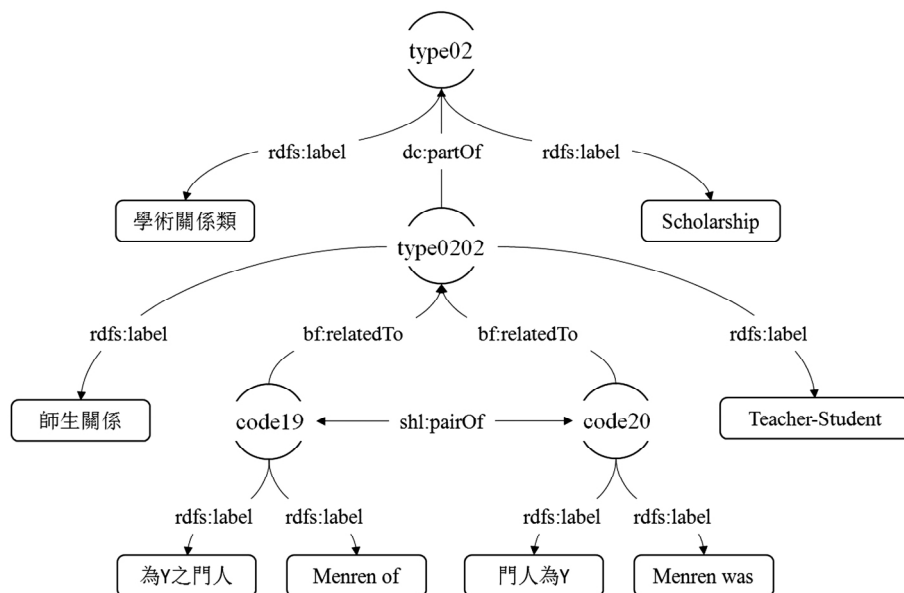 type02
rdfs:label
dc:partOf
rdfs:label
學術關係類
Scholarship
type0202
rdfs:label
bf:relatedTo
bf:relatedTo
rdfs:label
師生關係
code19
shl:pairOf
code20
Teacher-Student
rdfs:label
rdfs:label
rdfs:label
rdfs:label
為Y之門人
Menren of
門人為Y
Menren was